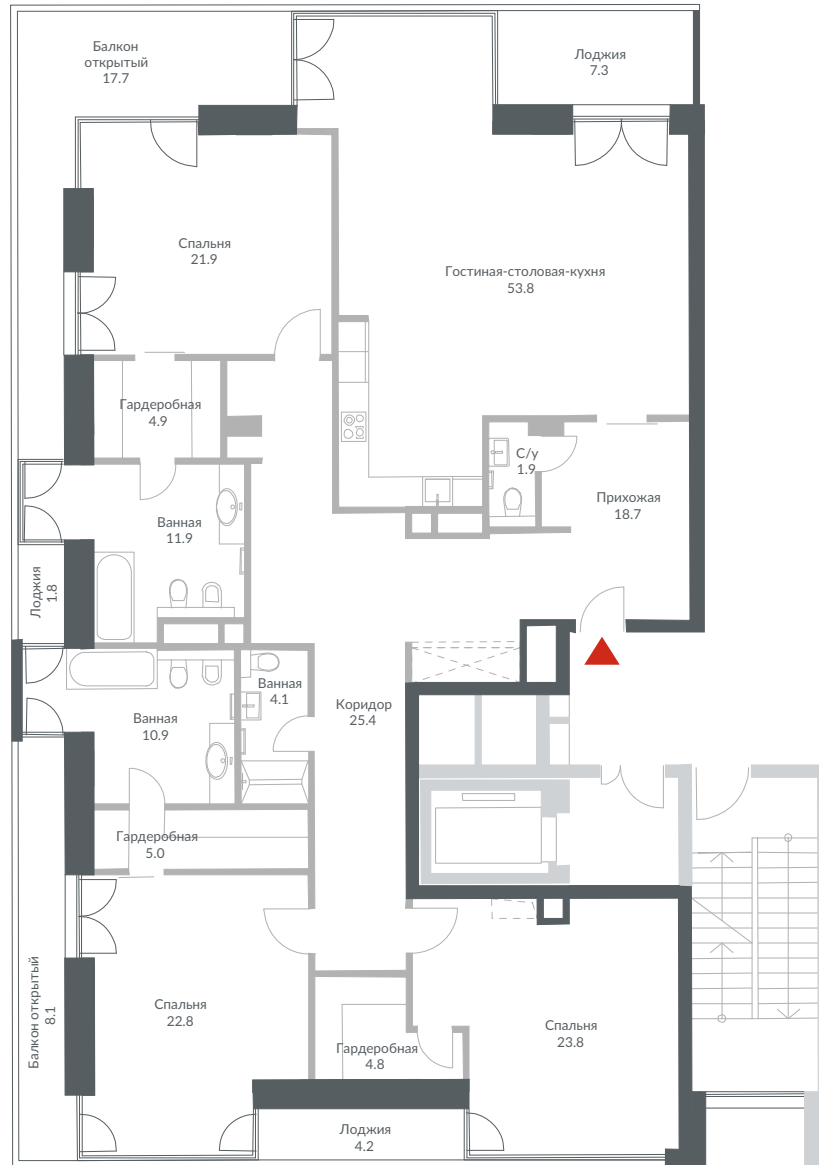 Балкон
открытый
17.7
Лоджия
7.3
Спальня
21.9
Гостиная-столовая-кухня
53.8
Гардеробная
4.9
С/у
1.9
Прихожая
18.7
Ванная
11.9
Лоджия
1.8
Ванная
4.1
Коридор
25.4
Ванная
10.9
Гардеробная
5.0
Балкон открытый
8.1
Спальня
22.8
Гардеробная
4.8
Спальня
23.8
Лоджия
4.2